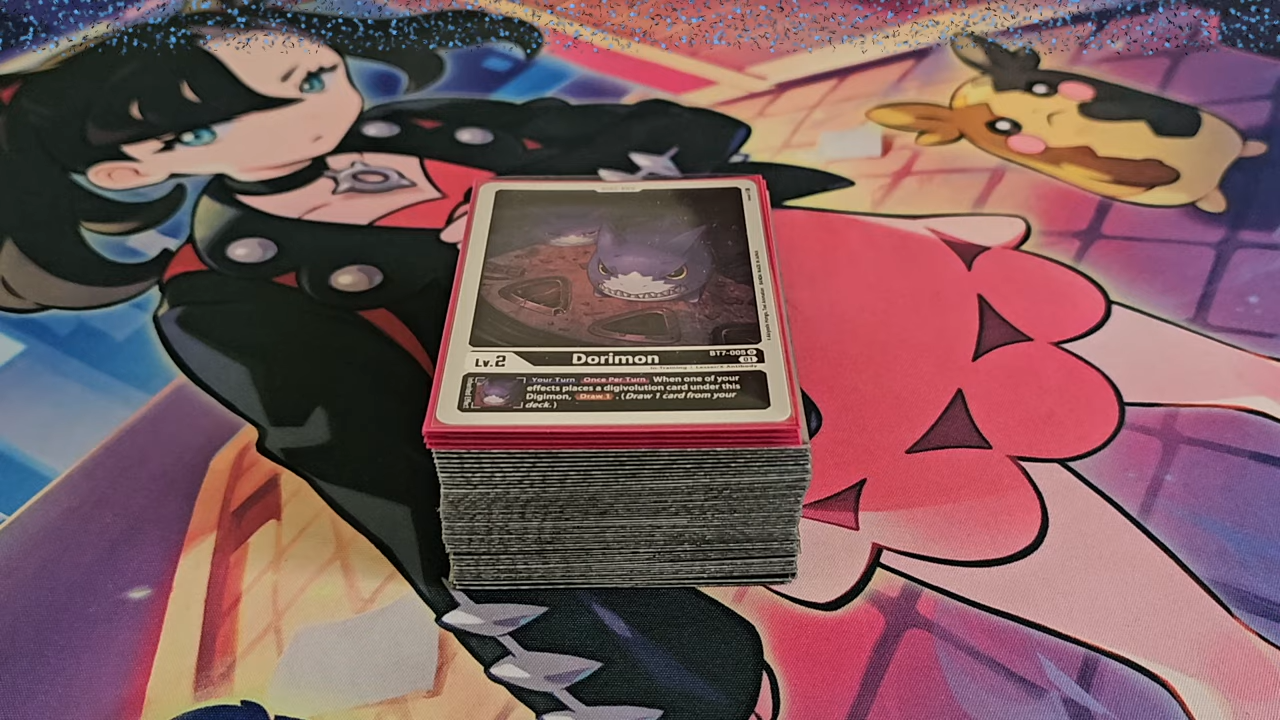 Lv.2
Dorimon
BT7-005 U
Your Turn Once Per Turn When one of your
effects places a digivolution card under this
Digimon, Draw 1. (Draw 1 card from your
deck.)